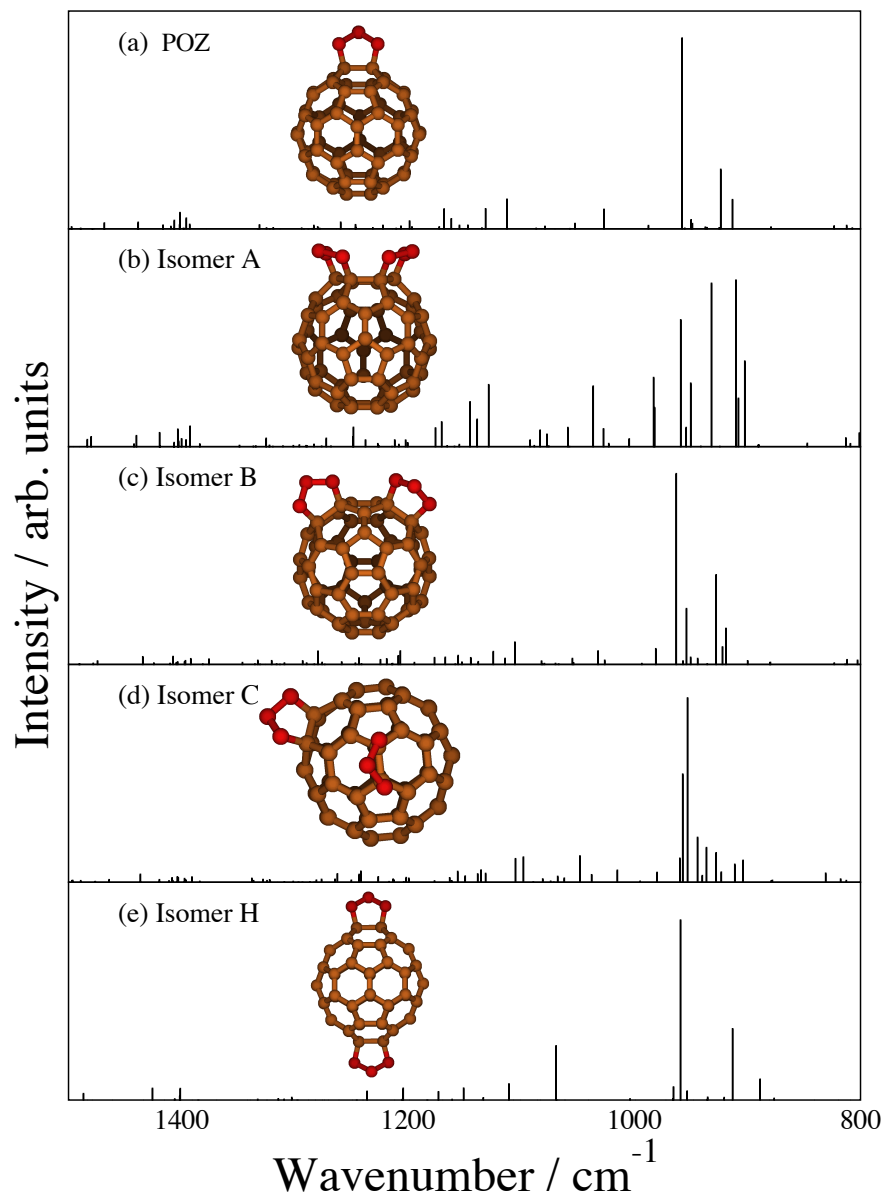 (a) POZ
(b) Isomer A
(c) Isomer B
(d) Isomer C
(e) Isomer H
Intensity / arb. units
1400 1200 1000 800
Wavenumber / cm-1